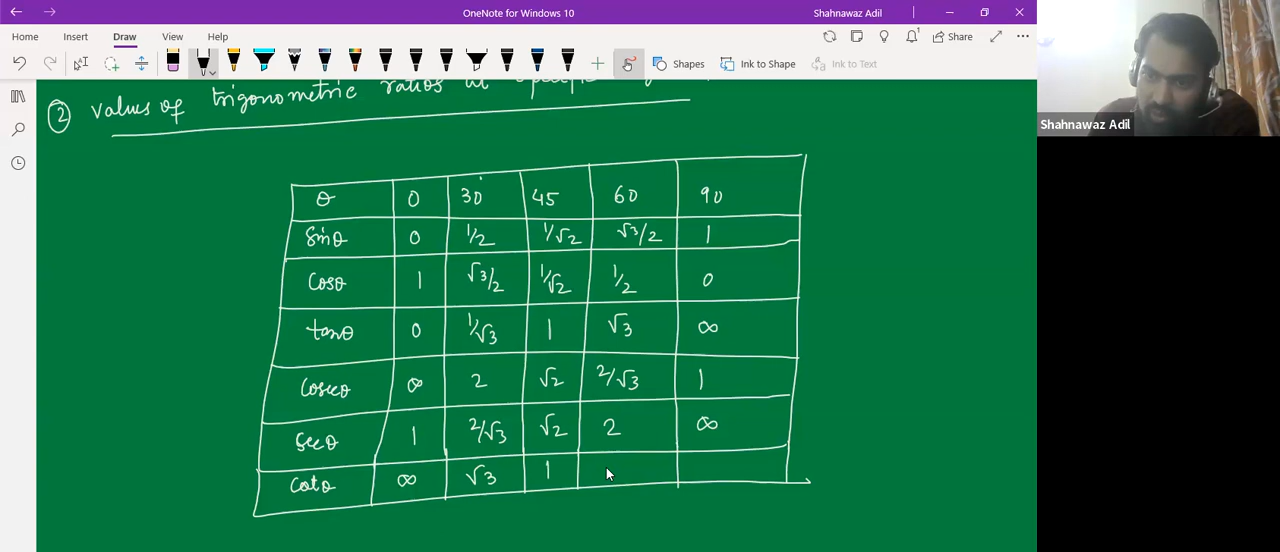 OneNote for Windows 10
Shahnawaz Adil
Home Insert Draw View Help
1 Share
Shapes Ink to Shape Ink to Text
② values of trigonometric ratios at
θ 0 30° 45 60 90
Sinθ 0 1/2 1/√2 √3/2 1
Cosθ 1 √3/2 1/√2 1/2 0
tanθ 0 1/√3 1 √3 ∞
Cosecθ ∞ 2 √2 2/√3 1
Secθ 1 2/√3 √2 2 ∞
Cotθ ∞ √3 1
Shahnawaz Adil